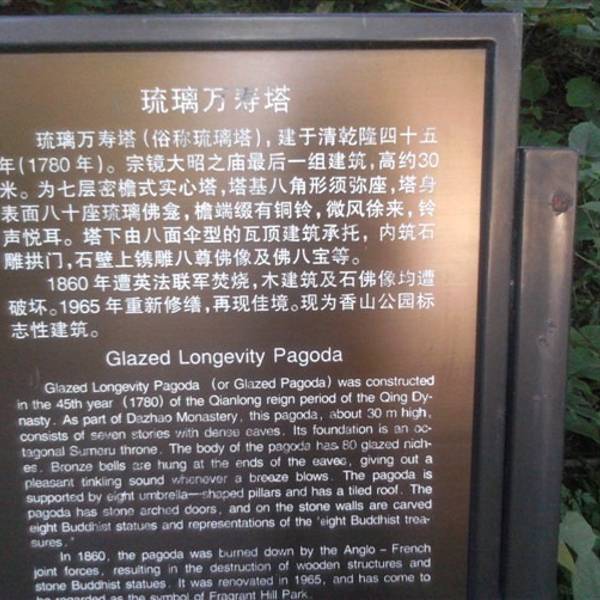 琉璃万寿塔
琉璃万寿塔(俗称琉璃塔),建于清乾隆四十五
年(1780年)。宗镜大昭之庙最后一组建筑,高约30
米。为七层密檐式实心塔,塔基八角形须弥座,塔身
表面八十座琉璃佛龛,檐端缀有铜铃,微风徐来,铃
声悦耳。塔下由八面伞型的瓦顶建筑承托,内筑石
雕拱门,石壁上镌雕八尊佛像及佛八宝等。
1860年遭英法联军焚烧,木建筑及石佛像均遭
破坏。1965年重新修缮,再现佳境。现为香山公园标
志性建筑。
Glazed Longevity Pagoda
Glazed Longevity Pagoda (or Glazed Pagoda) was constructed
in the 45th year (1780) of the Qianlong reign period of the Qing Dy-
nasty. As part of Dazhao Monastery, this pagoda, about 30 m high,
consists of seven stories with dense eaves. Its foundation is an oc-
tagonal Sumeru throne. The body of the pagoda has 80 glazed nich-
es. Bronze bells are hung at the ends of the eaves, giving out a
pleasant tinkling sound whenever a breeze blows. The pagoda is
supported by eight umbrella—shaped pillars and has a tiled roof. The
pagoda has stone arched doors, and on the stone walls are carved
eight Buddhist statues and representations of the 'eight Buddhist trea-
sures.'
In 1860, the pagoda was burned down by the Anglo - French
joint forces, resulting in the destruction of wooden structures and
stone Buddhist statues. It was renovated in 1965, and has come to
be regarded as the symbol of Fragrant Hill Park.